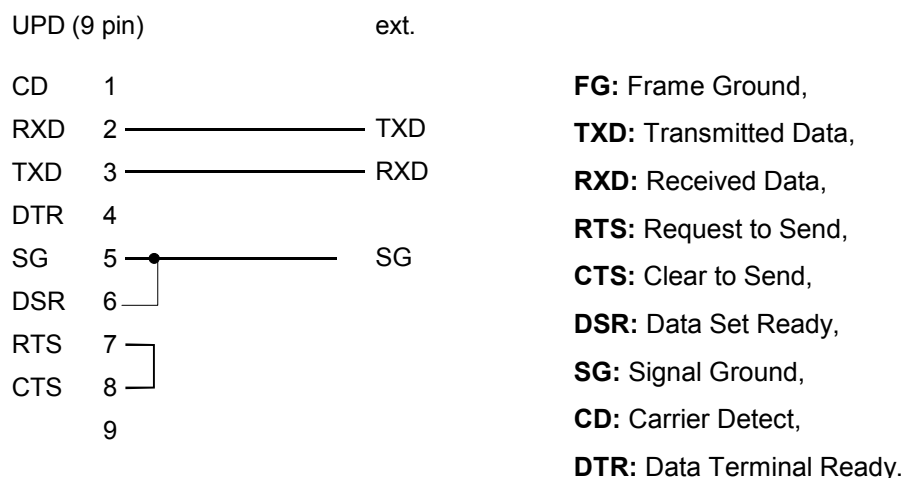 UPD (9 pin) ext.
CD 1
RXD 2 TXD
TXD 3 RXD
DTR 4
SG 5 SG
DSR 6
RTS 7
CTS 8
9
FG: Frame Ground,
TXD: Transmitted Data,
RXD: Received Data,
RTS: Request to Send,
CTS: Clear to Send,
DSR: Data Set Ready,
SG: Signal Ground,
CD: Carrier Detect,
DTR: Data Terminal Ready.